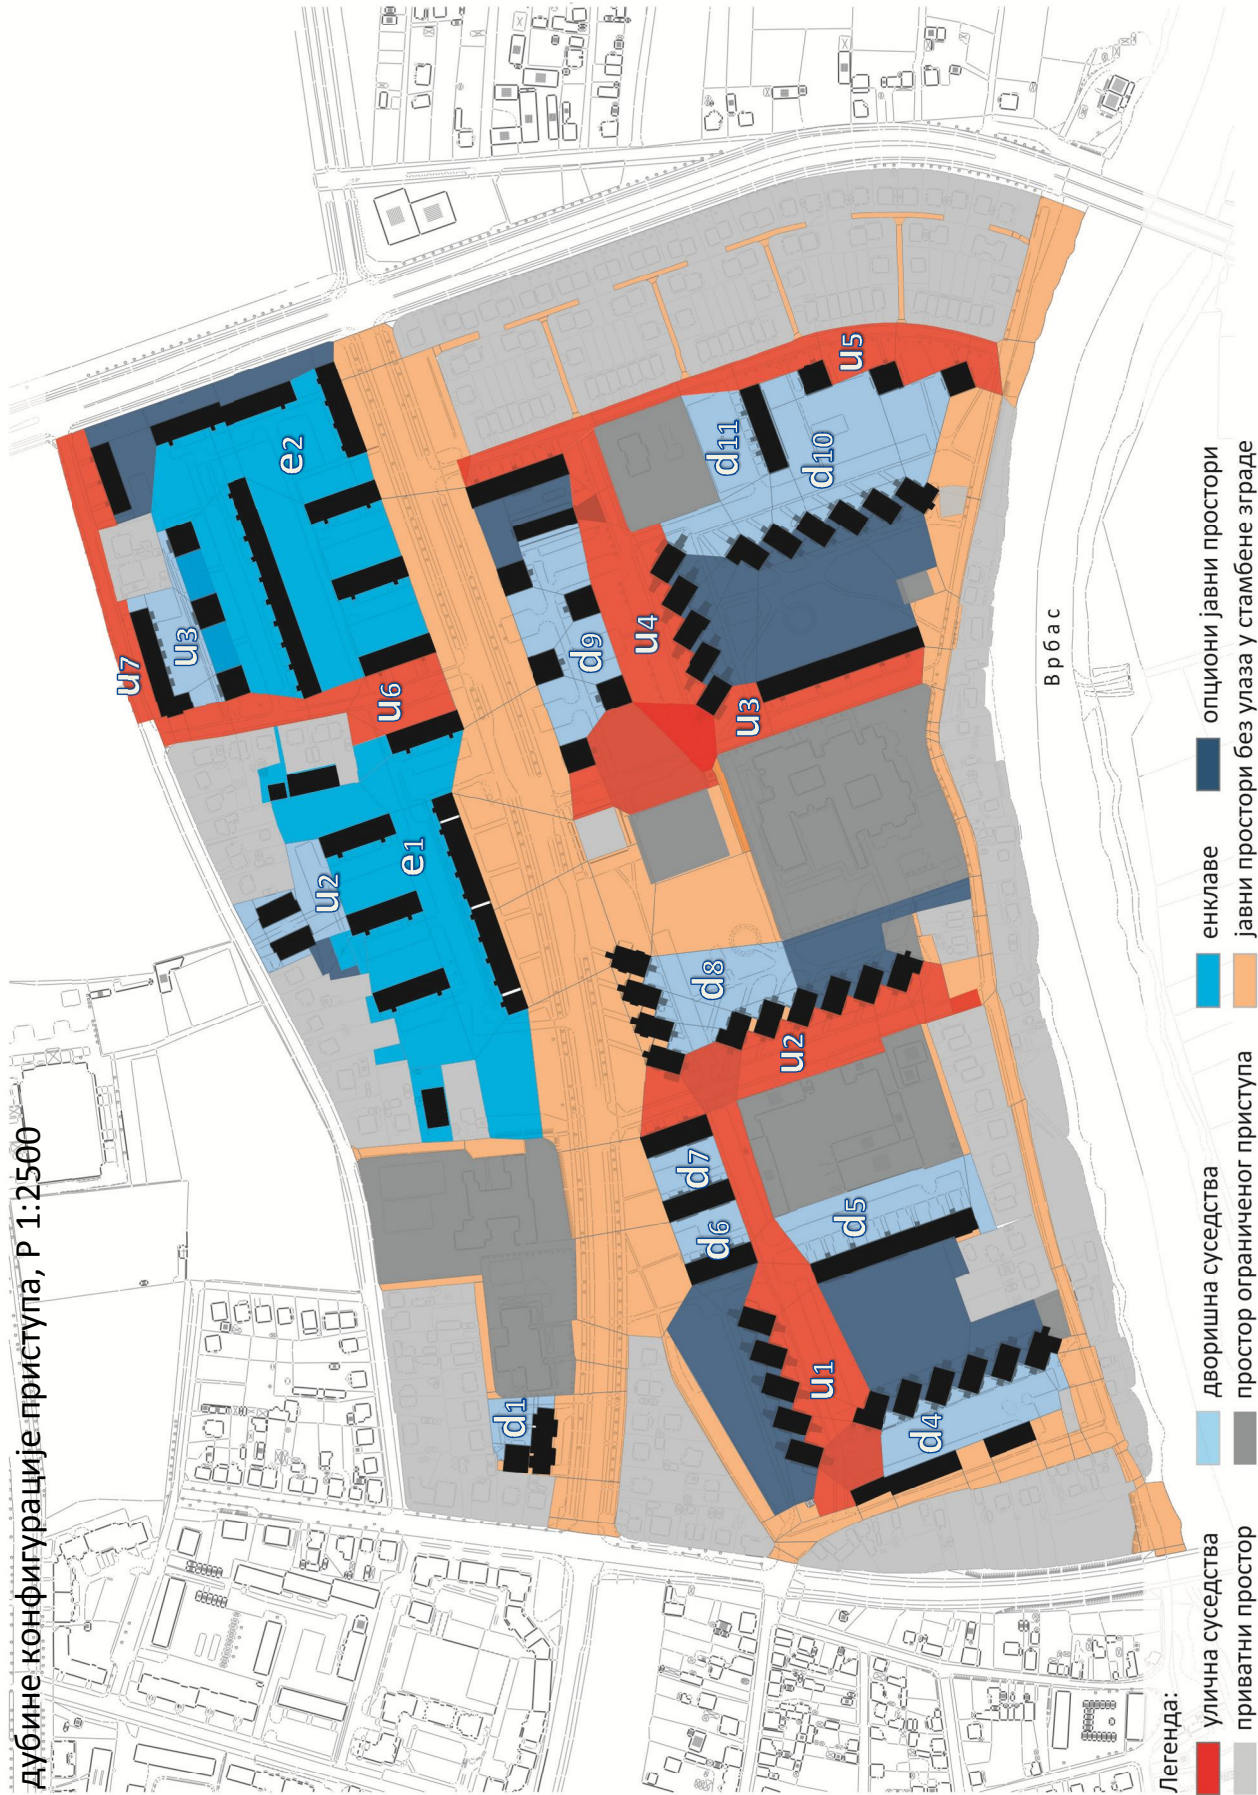 дубине конфигурације приступа, Р 1:2500
d1
u1
d4
d5
d6
d7
u2
d8
e1
u2
u6
u7
u3
e2
d9
u4
u3
d10
d11
u5
Врбас
Легенда:
улична суседства
дворишна суседства
енклаве
опциони јавни простори
приватни простор
простор ограниченог приступа
јавни простори без улаза у стамбене зграде